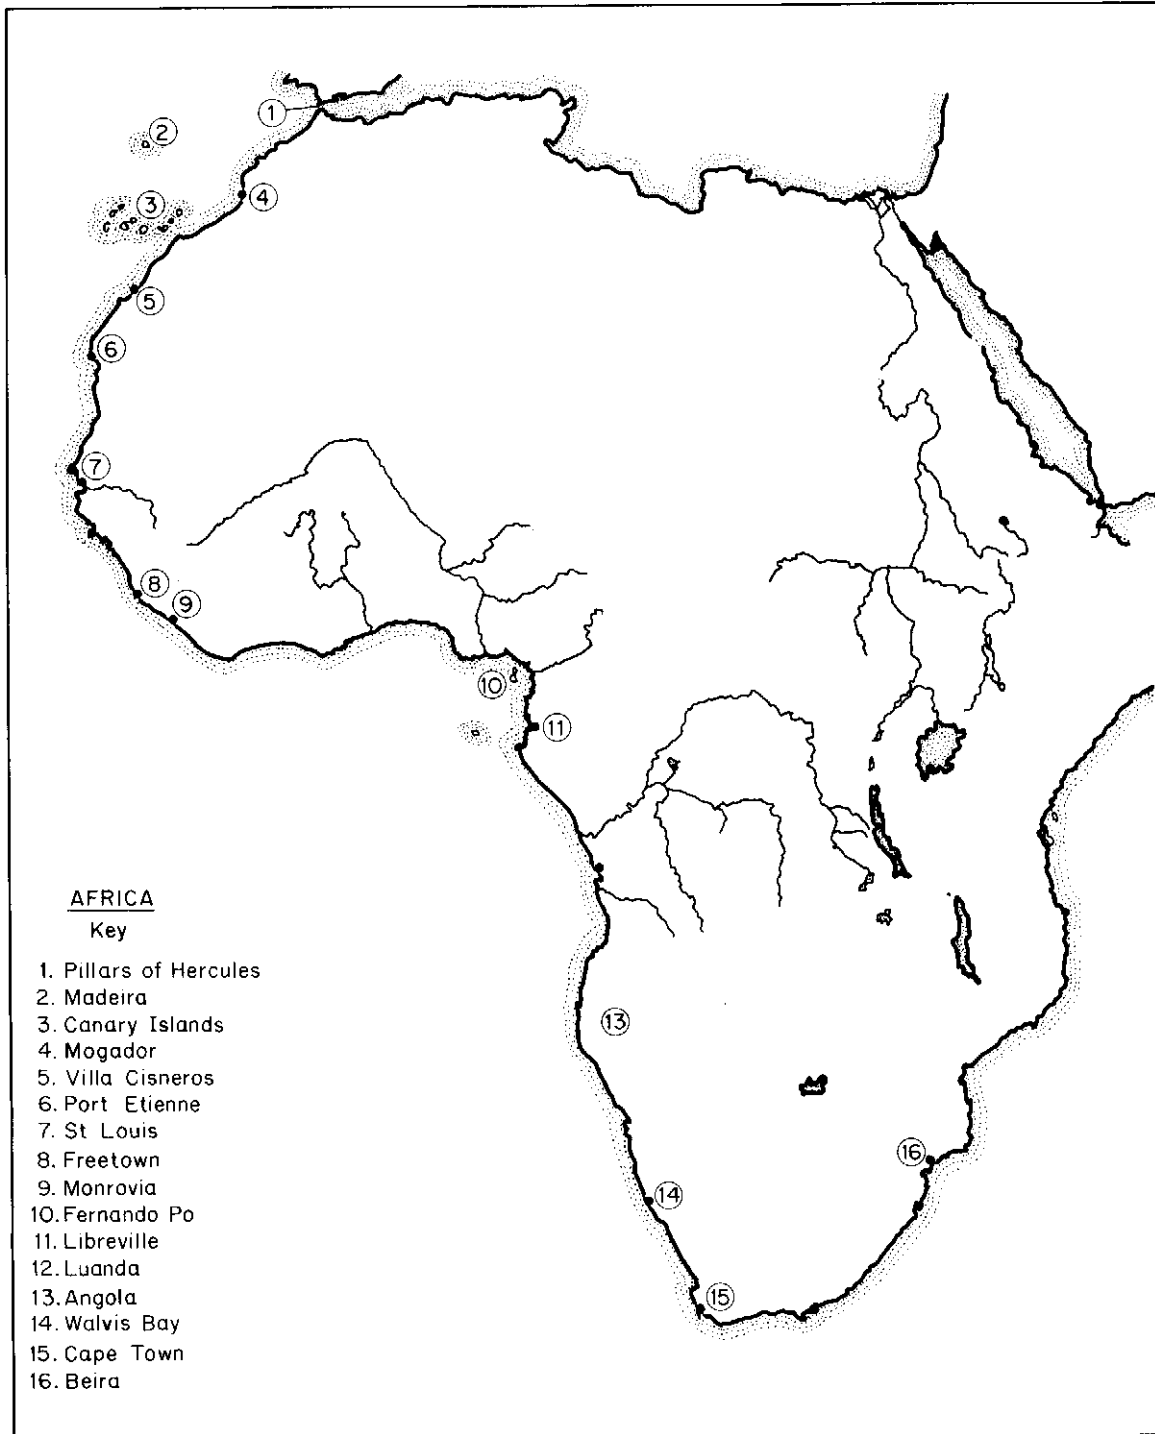 1
2
3
4
5
6
7
8
9
10
11
13
14
15
16
AFRICA
Key
1. Pillars of Hercules
2. Madeira
3. Canary Islands
4. Mogador
5. Villa Cisneros
6. Port Etienne
7. St Louis
8. Freetown
9. Monrovia
10. Fernando Po
11. Libreville
12. Luanda
13. Angola
14. Walvis Bay
15. Cape Town
16. Beira